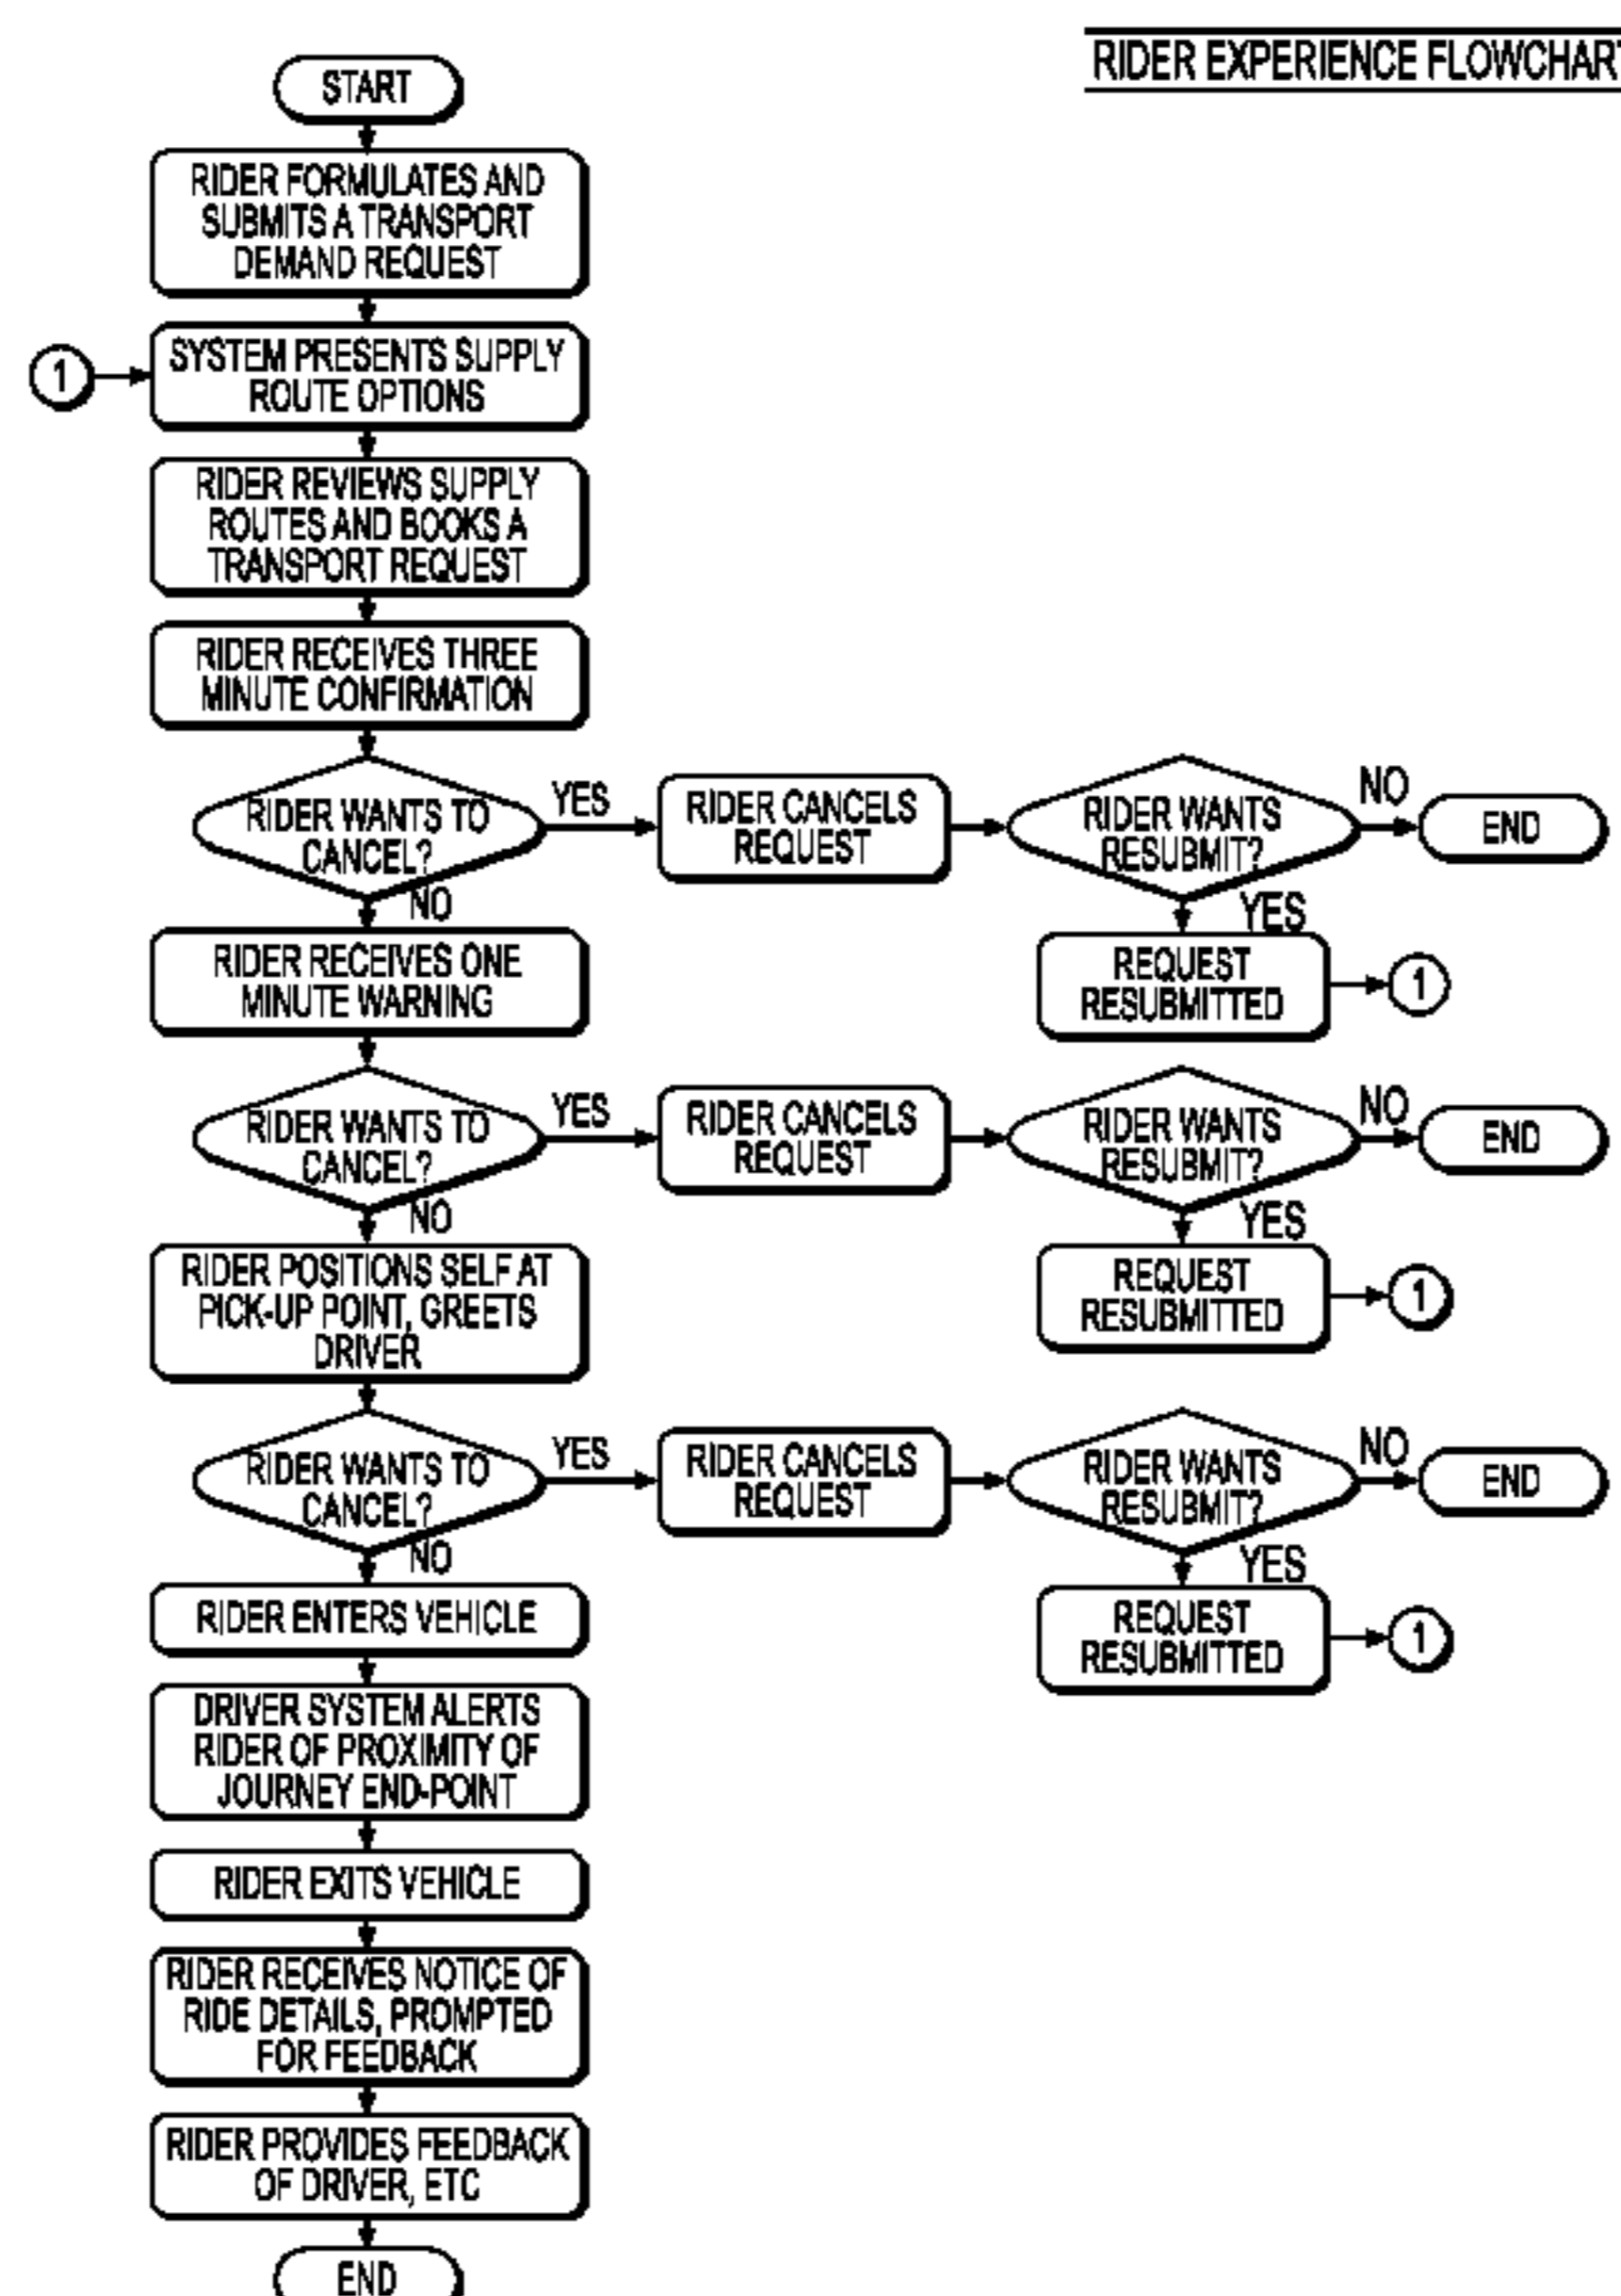 RIDER EXPERIENCE FLOWCHART
START
RIDER FORMULATES AND
SUBMITS A TRANSPORT
DEMAND REQUEST
1
SYSTEM PRESENTS SUPPLY
ROUTE OPTIONS
RIDER REVIEWS SUPPLY
ROUTES AND BOOKS A
TRANSPORT REQUEST
RIDER RECEIVES THREE
MINUTE CONFIRMATION
RIDER WANTS TO
CANCEL?
YES
RIDER CANCELS
REQUEST
RIDER WANTS
RESUBMIT?
NO
END
NO
YES
RIDER RECEIVES ONE
MINUTE WARNING
REQUEST
RESUBMITTED
1
RIDER WANTS TO
CANCEL?
YES
RIDER CANCELS
REQUEST
RIDER WANTS
RESUBMIT?
NO
END
NO
YES
RIDER POSITIONS SELF AT
PICK-UP POINT, GREETS
DRIVER
REQUEST
RESUBMITTED
1
RIDER WANTS TO
CANCEL?
YES
RIDER CANCELS
REQUEST
RIDER WANTS
RESUBMIT?
NO
END
NO
YES
RIDER ENTERS VEHICLE
REQUEST
RESUBMITTED
1
DRIVER SYSTEM ALERTS
RIDER OF PROXIMITY OF
JOURNEY END-POINT
RIDER EXITS VEHICLE
RIDER RECEIVES NOTICE OF
RIDE DETAILS, PROMPTED
FOR FEEDBACK
RIDER PROVIDES FEEDBACK
OF DRIVER, ETC
END